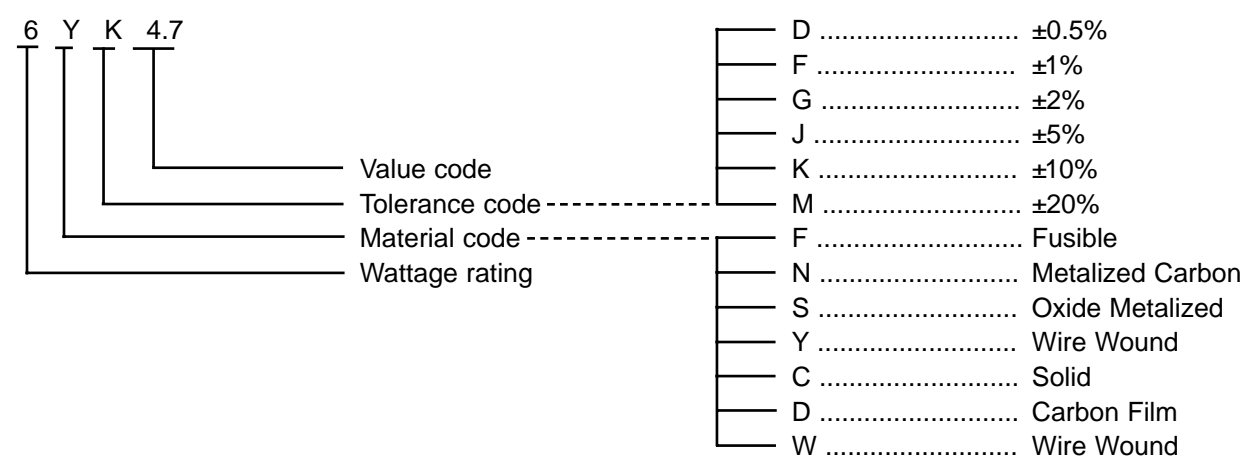 6 Y K 4.7
Value code
Tolerance code
Material code
Wattage rating
D ........................... ±0.5%
F ........................... ±1%
G ........................... ±2%
J ............................ ±5%
K ........................... ±10%
M ........................... ±20%
F ............................ Fusible
N ........................... Metalized Carbon
S ........................... Oxide Metalized
Y ........................... Wire Wound
C ........................... Solid
D ........................... Carbon Film
W .......................... Wire Wound